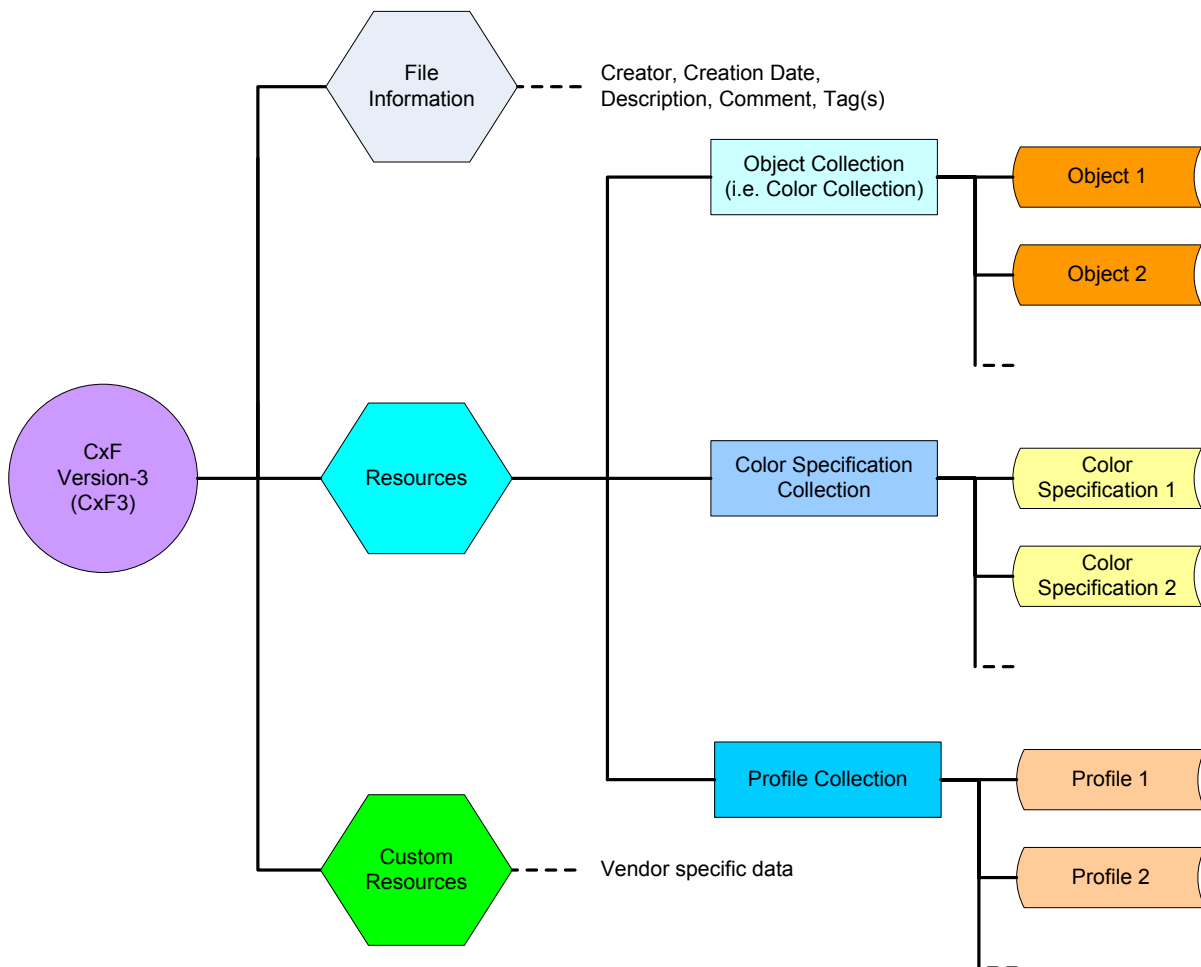 File
Information
Creator, Creation Date,
Description, Comment, Tag(s)
Object Collection
(i.e. Color Collection)
Object 1
Object 2
CxF
Version-3
(CxF3)
Resources
Color Specification
Collection
Color
Specification 1
Color
Specification 2
Profile Collection
Profile 1
Profile 2
Custom
Resources
Vendor specific data